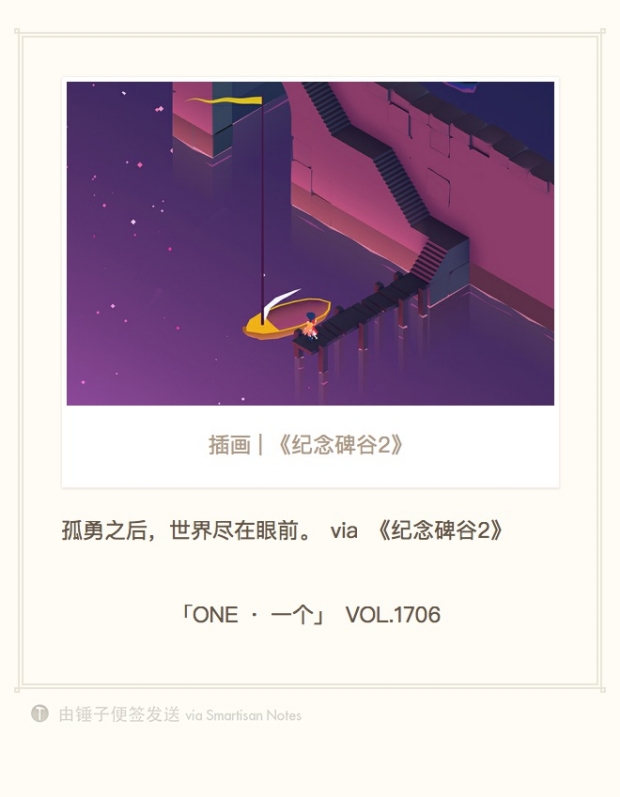 插画 | 《纪念碑谷2》
孤勇之后，世界尽在眼前。 via 《纪念碑谷2》
「ONE · 一个」 VOL.1706
由锤子便签发送 via Smartisan Notes